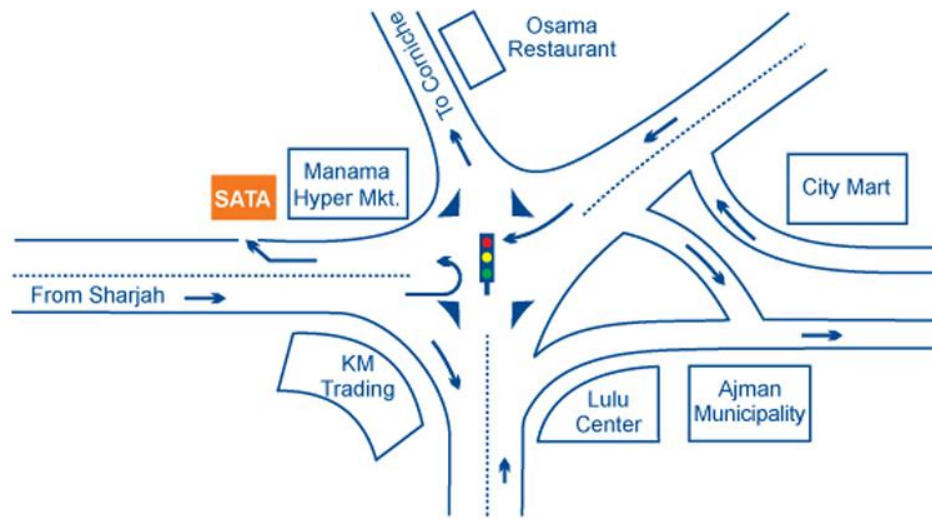 Osama
Restaurant
To Corniche
City Mart
Manama
Hyper Mkt.
SATA
From Sharjah
KM
Trading
Lulu
Center
Ajman
Municipality